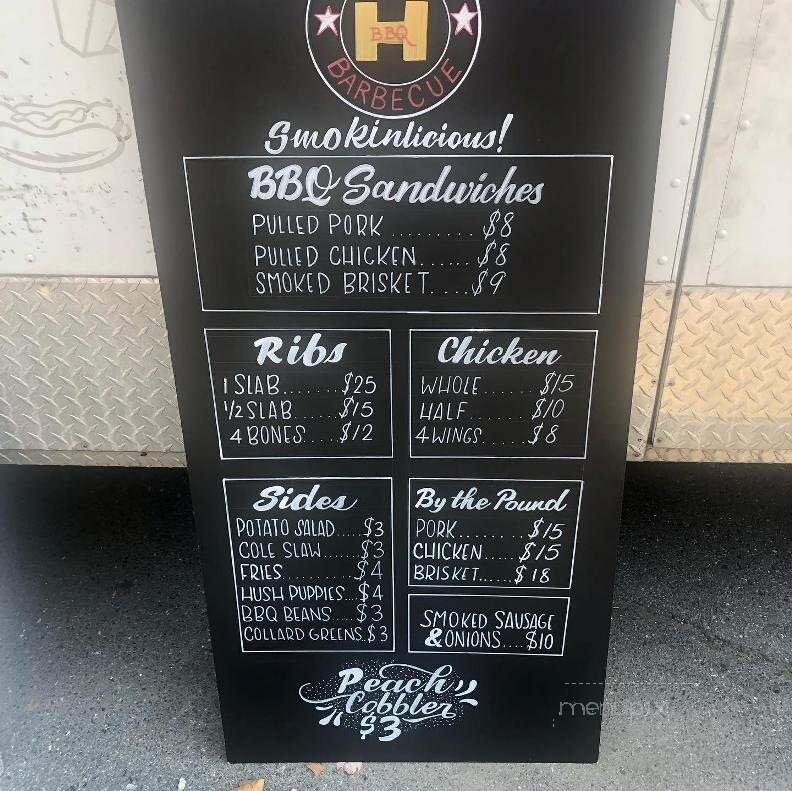 H
BBQ
BARBECUE
Smokinlicious!
BBQ Sandwiches
PULLED PORK ......... $8
PULLED CHICKEN...... $8
SMOKED BRISKET....$9
Ribs
1 SLAB.......$25
1/2 SLAB......$15
4 BONES....$12
Chicken
WHOLE.......$15
HALF.......$10
4 WINGS......$8
Sides
POTATO SALAD.....$3
COLE SLAW.......$3
FRIES.........$4
HUSH PUPPIES...$4
BBQ BEANS.....$3
COLLARD GREENS.$3
By the Pound
PORK........$15
CHICKEN.....$15
BRISKET......$18
SMOKED SAUSAGE
& ONIONS....$10
Peach
Cobbler
$3